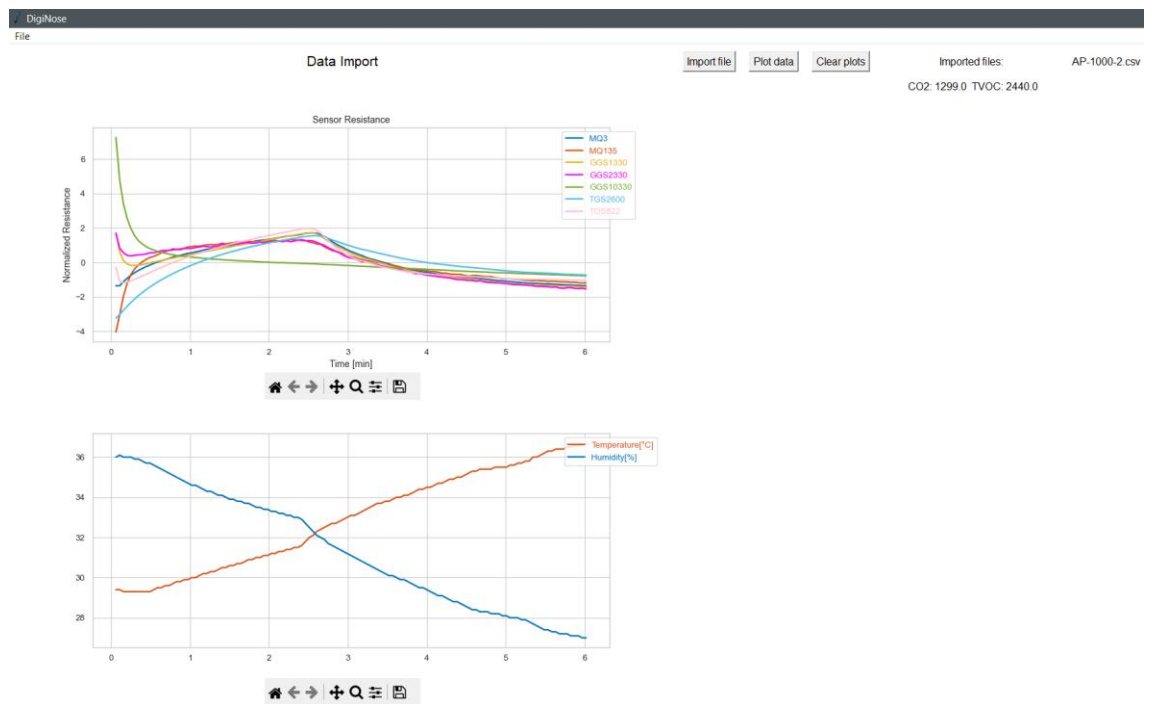 DigiNose
File
Data Import
Import file
Plot data
Clear plots
Imported files:
AP-1000-2.csv
CO2: 1299.0 TVOC: 2440.0
Sensor Resistance
MQ3
MQ135
GGS1330
GGS2330
GGS10330
TGS2600
TGS822
Normalized Resistance
6
4
2
0
−2
−4
0 1 2 3 4 5 6
Time [min]
Temperature[°C]
Humidity[%]
36
34
32
30
28
0 1 2 3 4 5 6